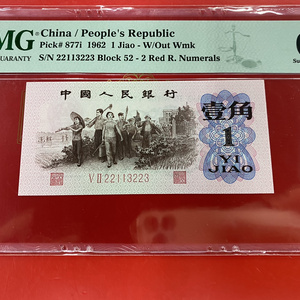 MG
GUARANTY
China / People's Republic
Pick# 877i 1962 1 Jiao - W/Out Wmk
S/N 22113223 Block 52 - 2 Red R. Numerals
中国人民银行
壹角
1
YI
JIAO
VII 22113223